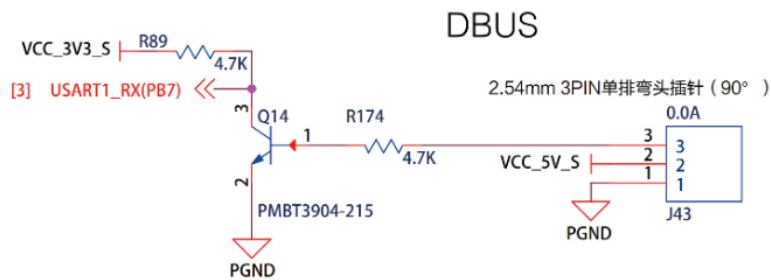 DBUS
VCC_3V3_S
R89
4.7K
[3] USART1_RX(PB7)
3
Q14
1
2
PMBT3904-215
PGND
R174
4.7K
2.54mm 3PIN单排弯头插针（90°）
0.0A
3 3
VCC_5V_S 2 2
1 1
J43
PGND